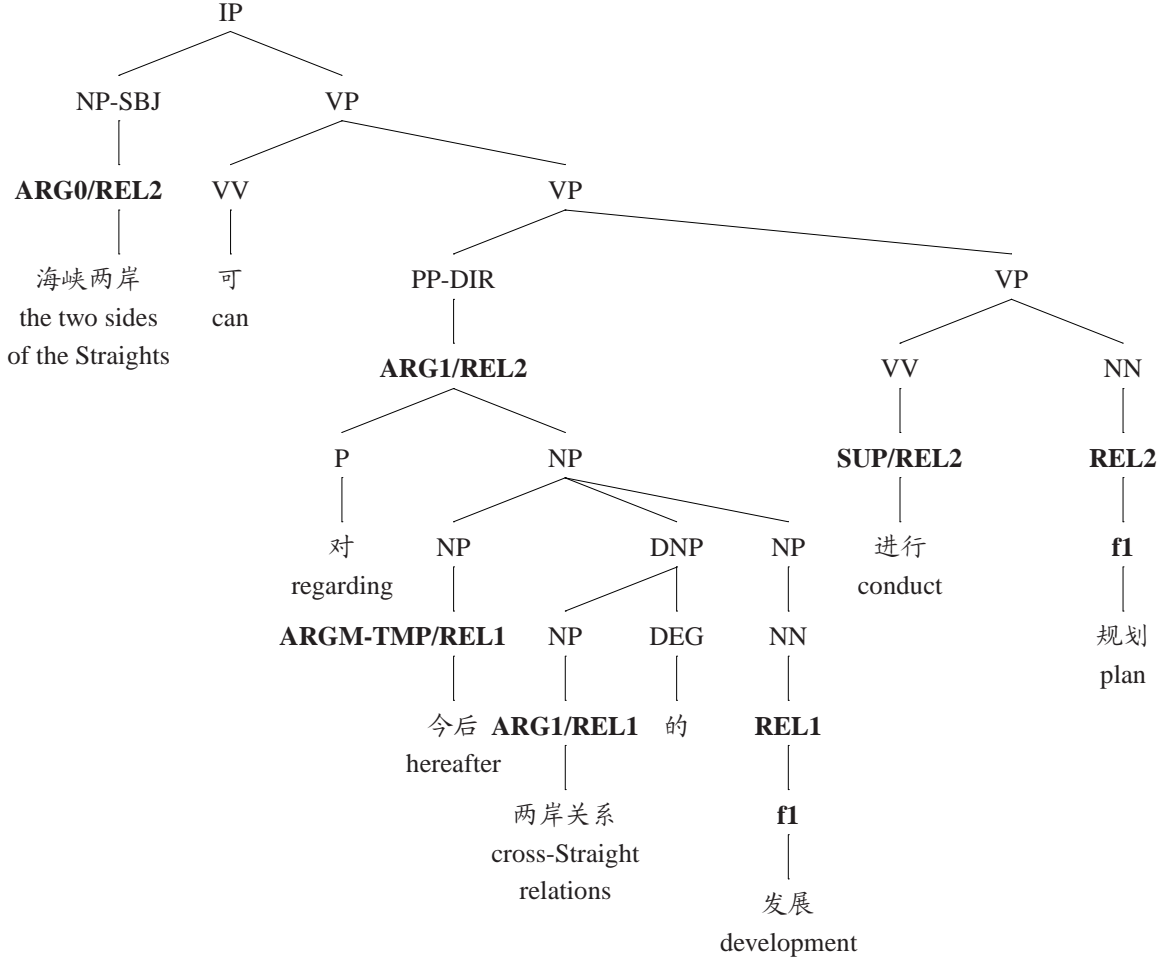 IP
NP-SBJ VP
ARG0/REL2 VV VP
海峡两岸 可 PP-DIR VP
the two sides can
of the Straights
ARG1/REL2 VV NN
P NP SUP/REL2 REL2
对 NP DNP NP 进行 f1
regarding conduct
ARGM-TMP/REL1 NP DEG NN 规划
plan
今后 ARG1/REL1 的 REL1
hereafter
两岸关系 f1
cross-Straight
relations
发展
development